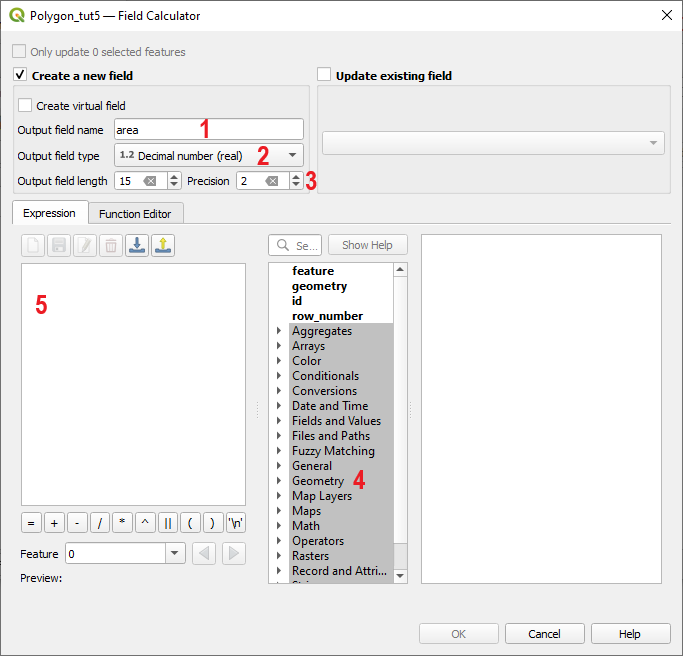 Polygon_tut5 — Field Calculator
Only update 0 selected features
Create a new field
Update existing field
Create virtual field
Output field name area 1
Output field type 1.2 Decimal number (real) 2
Output field length 15 Precision 2 3
Expression Function Editor
Se... Show Help
feature
geometry
id
row_number
Aggregates
Arrays
Color
Conditionals
Conversions
Date and Time
Fields and Values
Files and Paths
Fuzzy Matching
General
Geometry 4
Map Layers
Maps
Math
Operators
Rasters
Record and Attri...
5
= + - / * ^ || ( ) '\n'
Feature 0
Preview:
OK Cancel Help